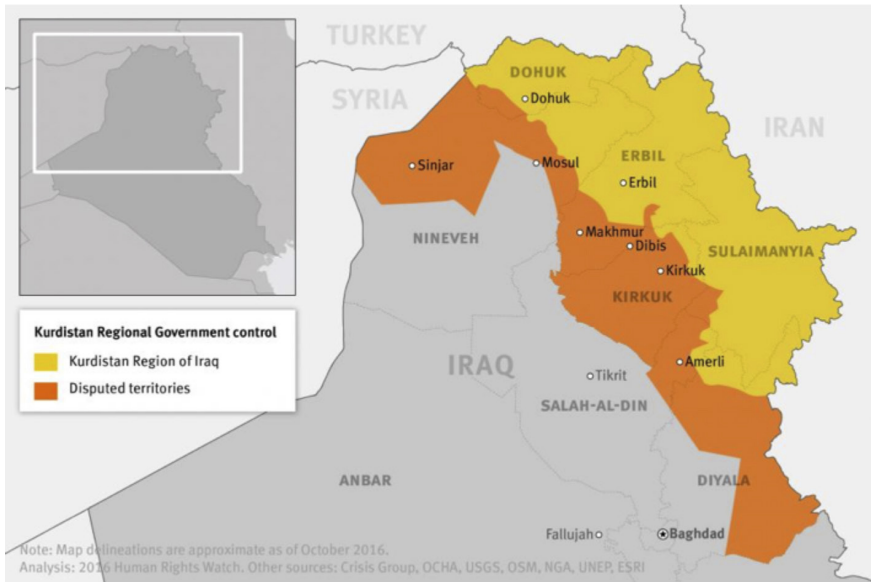 TURKEY
DOHUK
Dohuk
SYRIA
IRAN
ERBIL
Mosul
Sinjar
Erbil
Makhmur
NINEVEH
Dibis
SULAIMANYIA
Kirkuk
KIRKUK
Kurdistan Regional Government control
Kurdistan Region of Iraq
Disputed territories
IRAQ
Amerli
Tikrit
SALAH-AL-DIN
ANBAR
DIYALA
Fallujah
Baghdad
Note: Map delineations are approximate as of October 2016.
Analysis: 2016 Human Rights Watch. Other sources: Crisis Group, OCHA, USGS, OSM, NGA, UNEP, ESRI